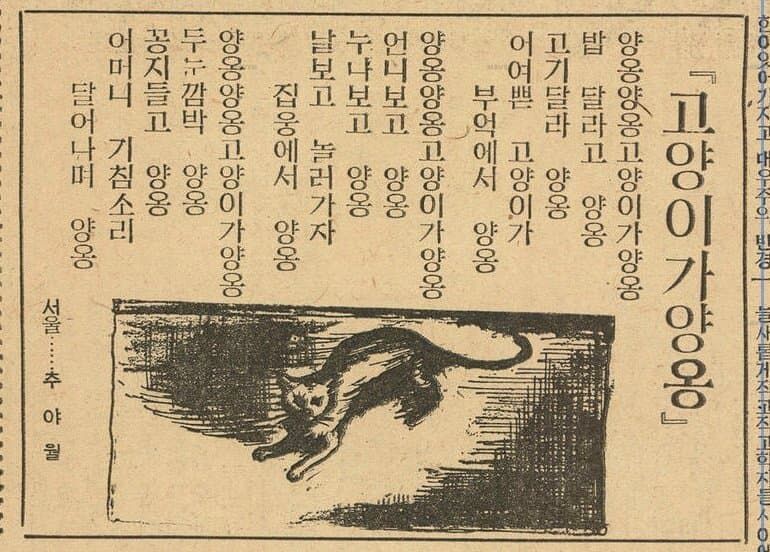 『고양이가양옹』
양옹양옹고양이가양옹
밥 달라고 양옹
고기달라 양옹
어여쁜 고양이가
부엌에서 양옹
양옹양옹고양이가양옹
언니보고 양옹
누나보고 양옹
날보고 놀러가자
집웅에서 양옹
양옹양옹고양이가양옹
두눈깜박 양옹
꽁지들고 양옹
어머니 기침소리
달어나며 양옹
서울……추야월